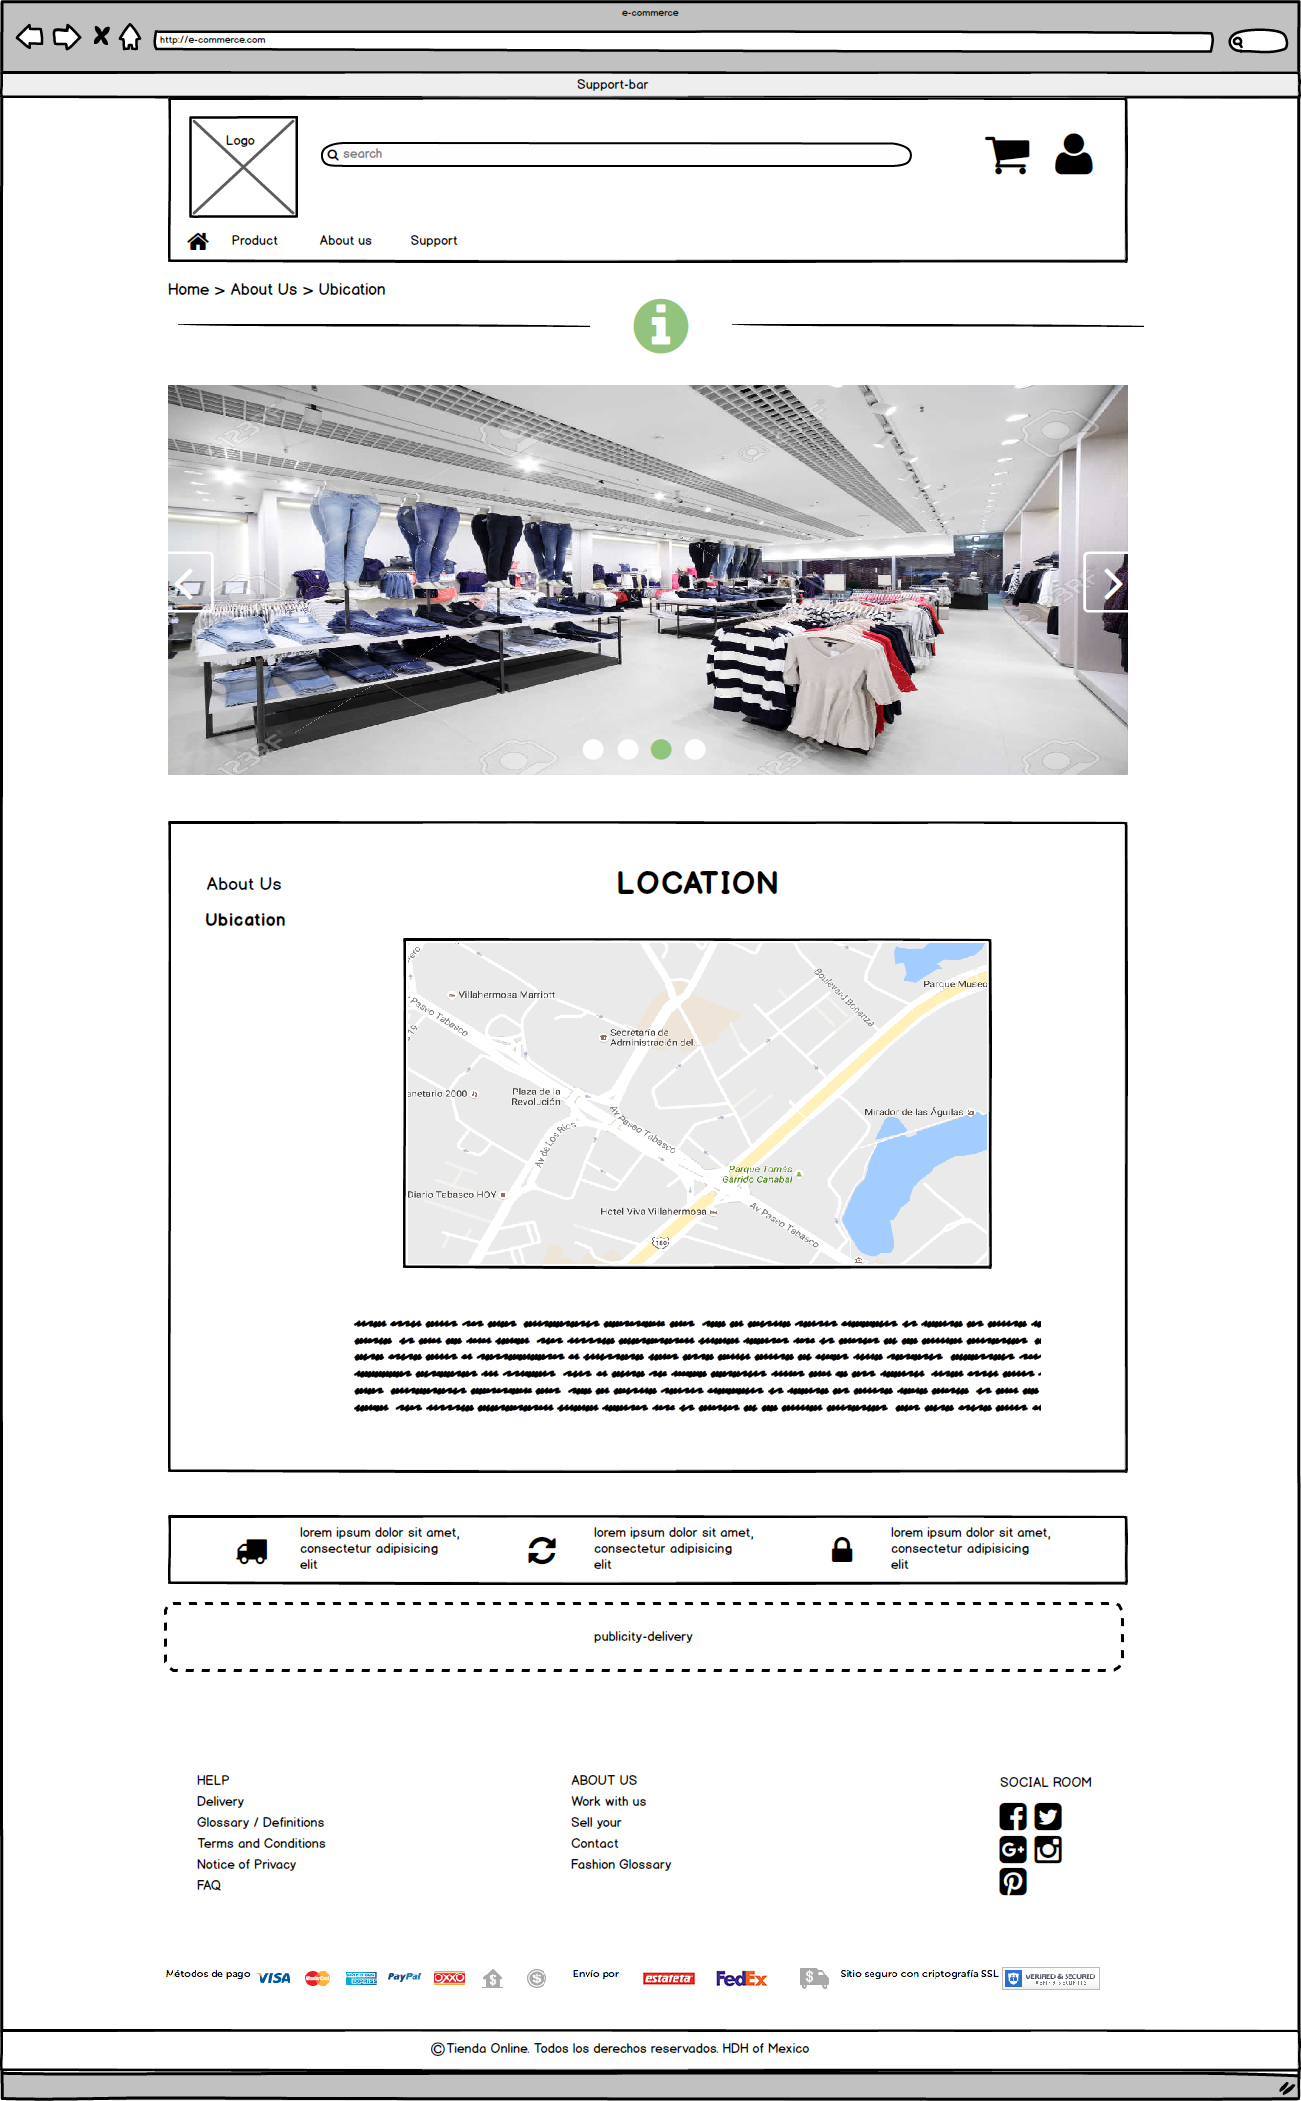 e-commerce
http://e-commerce.com
Support-bar
Logo
search
Product About us Support
Home > About Us > Ubication
123RF
123RF
123RF
About Us
Ubication
LOCATION
Villahermosa Marriott
Paseo Tabasco
Boulevard Bonanza
Parque Museo
Secretaría de
Administración del...
19
anetario 2000
Plaza de la
Revolución
Av Paseo Tabasco
Mirador de las Águilas
Av de Los Ríos
Parque Tomás
Garrido Canabal
Diario Tabasco HOY
Hotel Viva Villahermosa
Av Paseo Tabasco
180
lorem ipsum dolor sit amet,
consectetur adipisicing
elit
lorem ipsum dolor sit amet,
consectetur adipisicing
elit
lorem ipsum dolor sit amet,
consectetur adipisicing
elit
publicity-delivery
HELP
Delivery
Glossary / Definitions
Terms and Conditions
Notice of Privacy
FAQ
ABOUT US
Work with us
Sell your
Contact
Fashion Glossary
SOCIAL ROOM
Métodos de pago VISA MasterCard PayPal OXXO Envío por estafeta FedEx Sitio seguro con criptografía SSL VERIFIED & SECURED
©Tienda Online. Todos los derechos reservados. HDH of Mexico